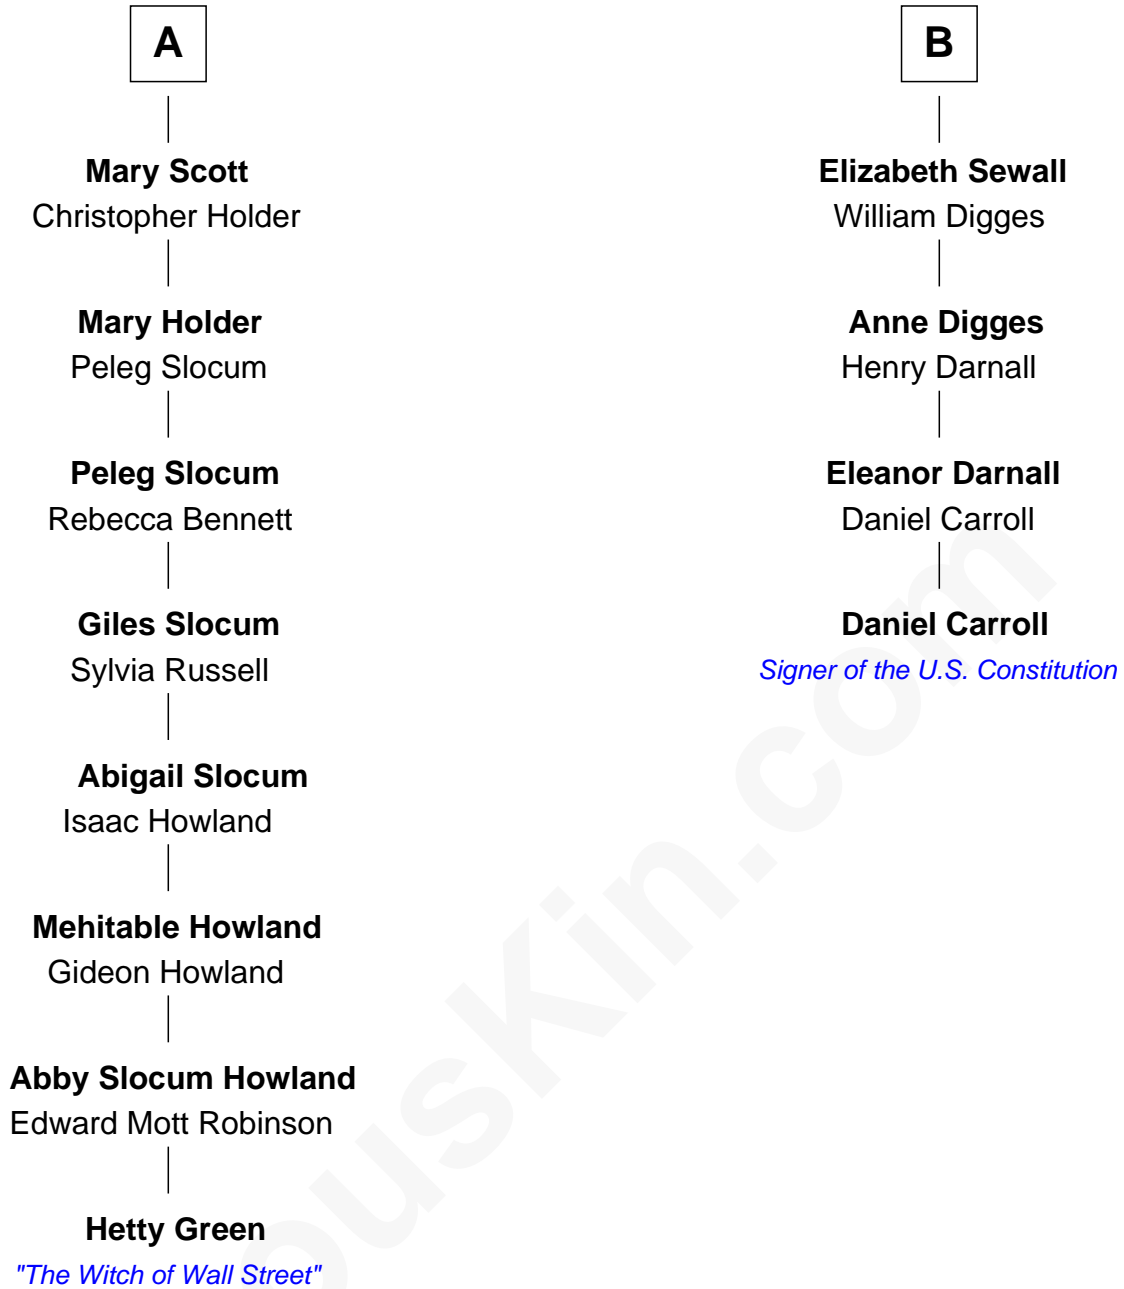 A
Mary Scott
Christopher Holder
Mary Holder
Peleg Slocum
Peleg Slocum
Rebecca Bennett
Giles Slocum
Sylvia Russell
Abigail Slocum
Isaac Howland
Mehitable Howland
Gideon Howland
Abby Slocum Howland
Edward Mott Robinson
Hetty Green
"The Witch of Wall Street"
B
Elizabeth Sewall
William Digges
Anne Digges
Henry Darnall
Eleanor Darnall
Daniel Carroll
Daniel Carroll
Signer of the U.S. Constitution
ousKin.com